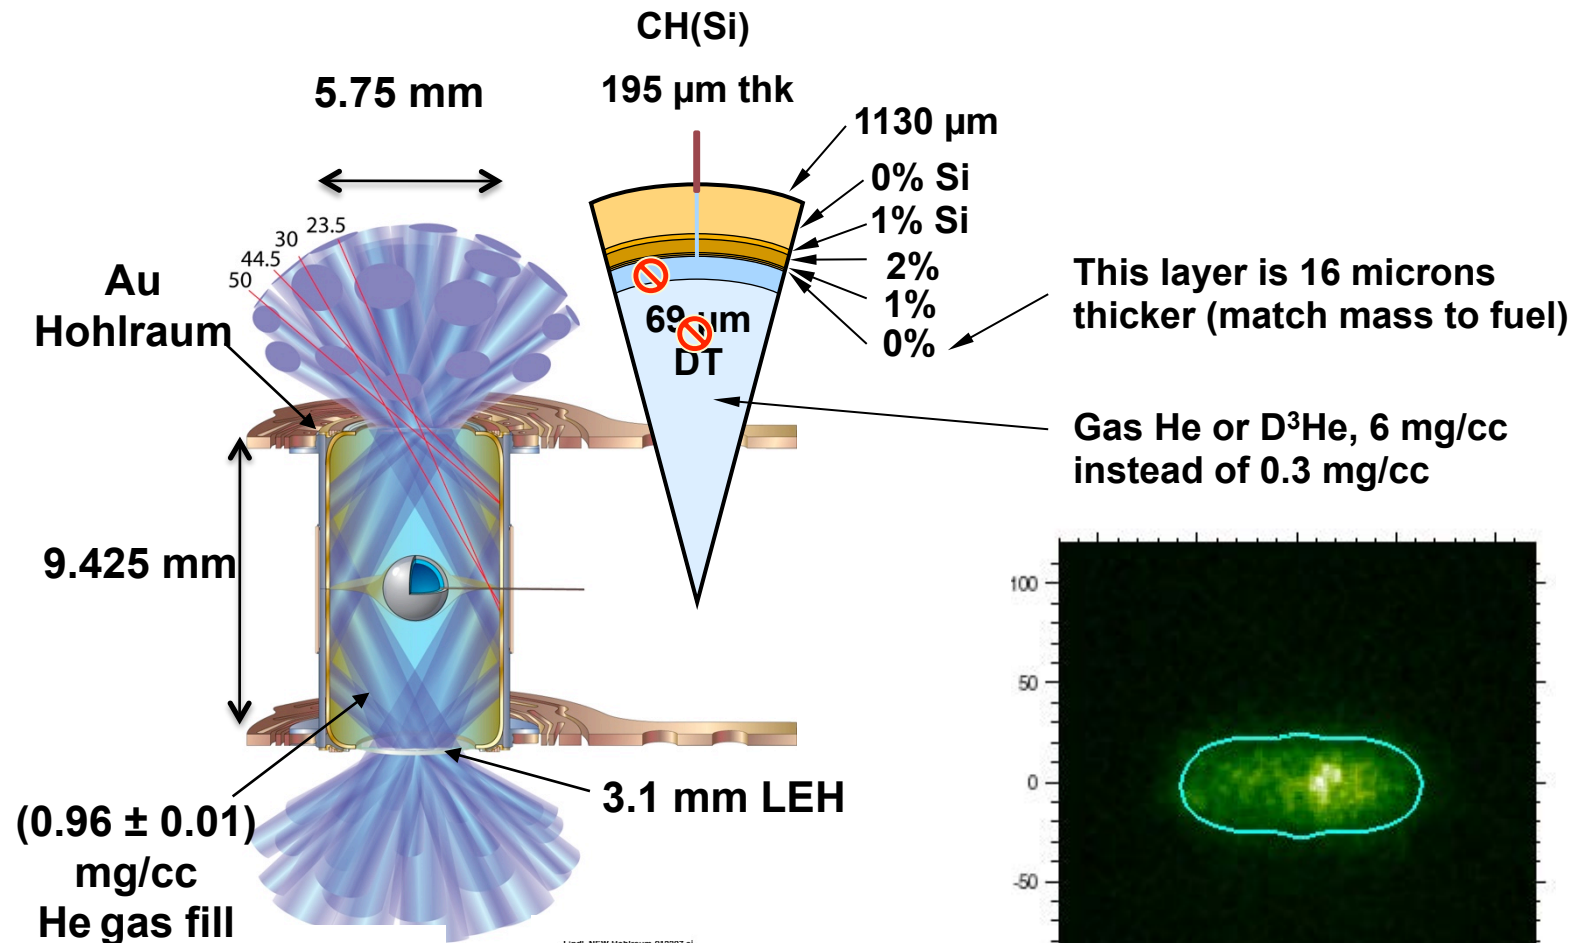 CH(Si)
195 µm thk
5.75 mm
1130 µm
0% Si
1% Si
2%
1%
0%
This layer is 16 microns
thicker (match mass to fuel)
23.5
30
44.5
50
Au
Hohlraum
69 µm
DT
Gas He or D³He, 6 mg/cc
instead of 0.3 mg/cc
9.425 mm
3.1 mm LEH
(0.96 ± 0.01)
mg/cc
He gas fill
100
50
0
-50